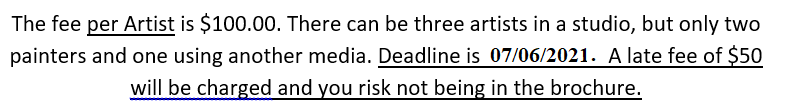 The fee per Artist is $100.00. There can be three artists in a studio, but only two
painters and one using another media. Deadline is 07/06/2021. A late fee of $50
will be charged and you risk not being in the brochure.